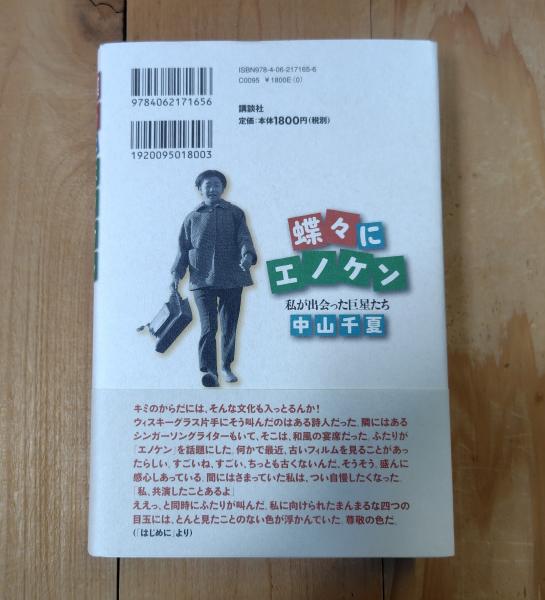 ISBN978-4-06-217165-6
C0095 ¥1800E(0)
9784062171656
講談社
定価:本体1800円(税別)
1920095018003
蝶々に
エノケン
私が出会った巨星たち
中山千夏
キミのからだには、そんな文化も入っとるんか!
ウィスキーグラス片手にそう叫んだのはある詩人だった。隣にはある
シンガーソングライターもいて、そこは、和風の宴席だった。ふたりが
「エノケン」を話題にした。何かで最近、古いフィルムを見ることがあっ
たらしい。すごいね、すごい、ちっとも古くないんだ。そうそう。盛んに
感心しあっている。間にはさまっていた私は、つい自慢したくなった。
「私、共演したことあるよ」
ええっ、と同時にふたりが叫んだ。私に向けられたまんまるな四つの
目玉には、とんと見たことのない色が浮かんでいた。尊敬の色だ。
(「はじめに」より)